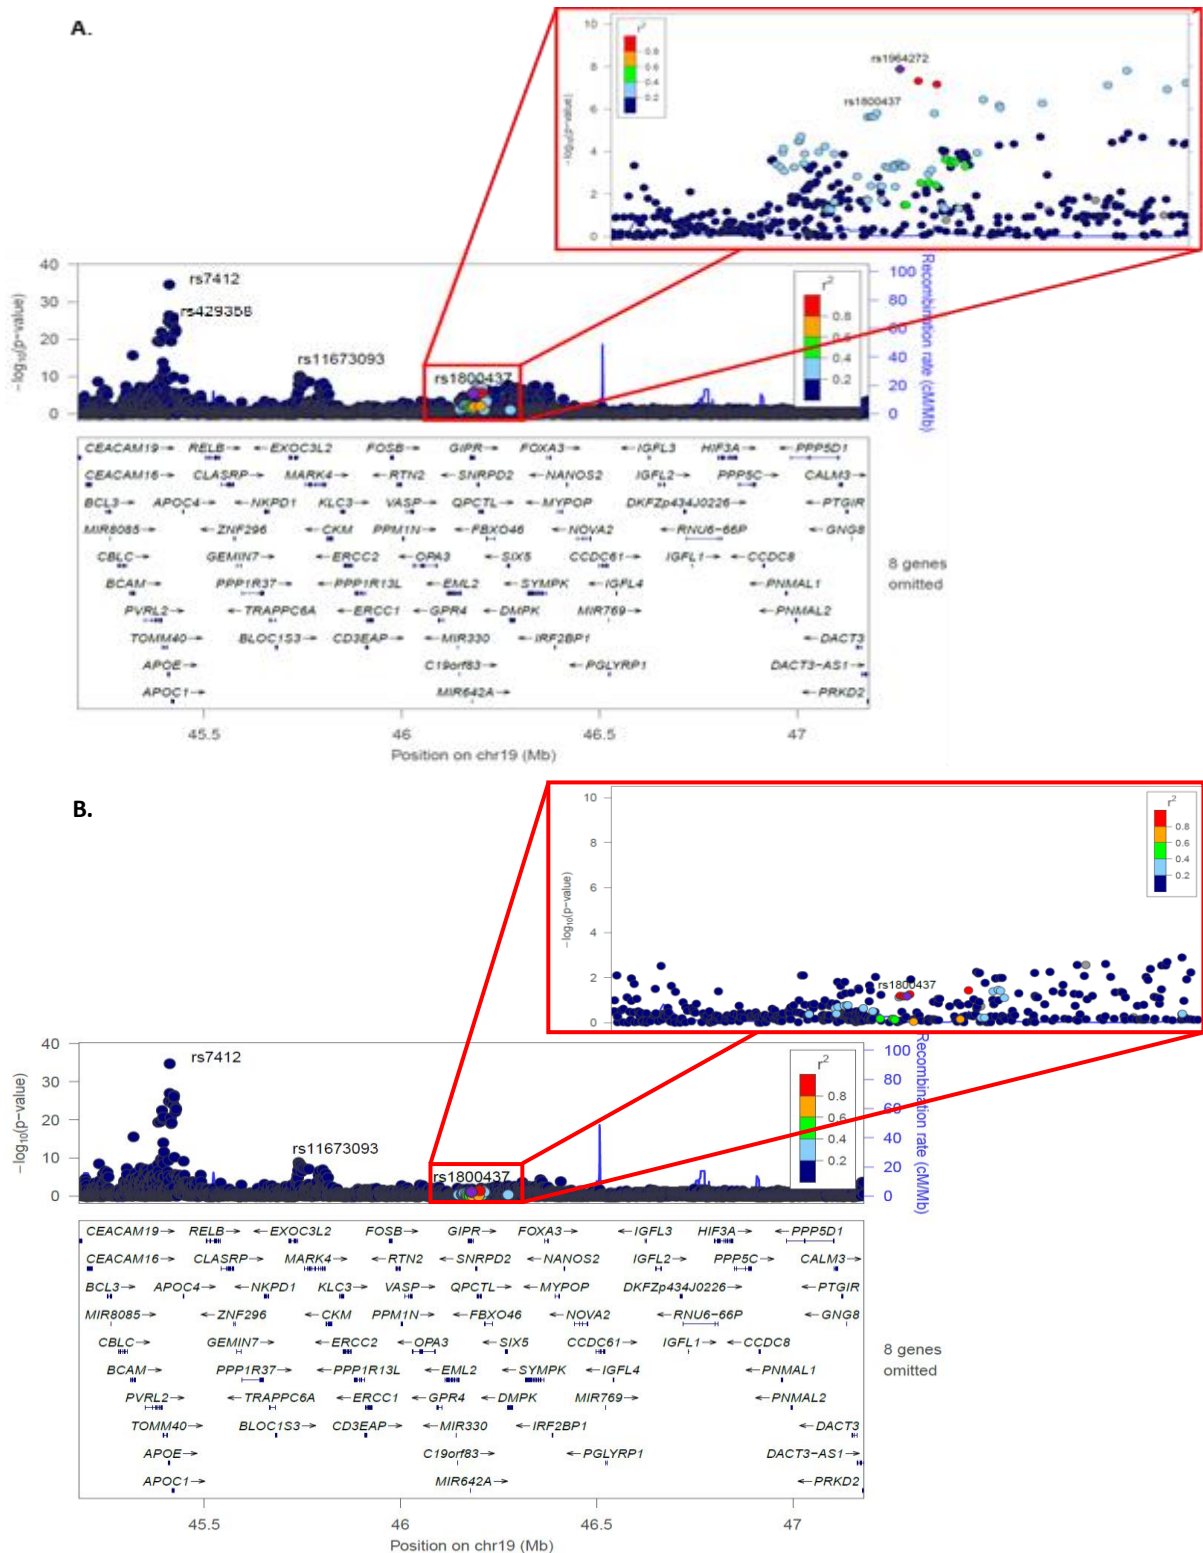 A.
10
8
6
4
2
0
−log10(p−value)
r2
0.8
0.6
0.4
0.2
rs1964272
rs1800437
40
30
20
10
0
−log10(p−value)
rs7412
rs429358
rs11673093
rs1800437
r2
0.8
0.6
0.4
0.2
100
80
60
40
20
0
Recombination rate (cM/Mb)
CEACAM19→ RELB→ ←EXOC3L2 FOSB→ GIPR→ FOXA3→ ←IGFL3 HIF3A→ ←PPP5D1
CEACAM16→ CLASRP→ MARK4→ ←RTN2 ←SNRPD2 ←NANOS2 IGFL2→ PPP5C→ CALM3→
BCL3→ APOC4→ ←NKPD1 KLC3→ VASP→ QPCTL→ ←MYPOP DKFZp434J0226→ ←PTGIR
MIR8085→ ←ZNF296 ←CKM PPM1N→ ←FBXO46 ←NOVA2 ←RNU6−66P ←GNG8
CBLC→ GEMIN7→ ←ERCC2 ←OPA3 ←SIX5 CCDC61→ IGFL1→ ←CCDC8
BCAM→ PPP1R37→ ←PPP1R13L ←EML2 ←SYMPK ←IGFL4 ←PNMAL1
PVRL2→ ←TRAPPC6A ←ERCC1 ←GPR4 ←DMPK MIR769→ ←PNMAL2
TOMM40→ BLOC1S3→ CD3EAP→ ←MIR330 ←IRF2BP1 DACT3→
APOE→ C19orf83→ ←PGLYRP1 DACT3−AS1→
APOC1→ MIR642A→ ←PRKD2
8 genes
omitted
45.5 46 46.5 47
Position on chr19 (Mb)
B.
10
8
6
4
2
0
−log10(p−value)
r2
0.8
0.6
0.4
0.2
rs1800437
40
30
20
10
0
−log10(p−value)
rs7412
rs11673093
rs1800437
r2
0.8
0.6
0.4
0.2
100
80
60
40
20
0
Recombination rate (cM/Mb)
CEACAM19→ RELB→ ←EXOC3L2 FOSB→ GIPR→ FOXA3→ ←IGFL3 HIF3A→ ←PPP5D1
CEACAM16→ CLASRP→ MARK4→ ←RTN2 ←SNRPD2 ←NANOS2 IGFL2→ PPP5C→ CALM3→
BCL3→ APOC4→ ←NKPD1 KLC3→ VASP→ QPCTL→ ←MYPOP DKFZp434J0226→ ←PTGIR
MIR8085→ ←ZNF296 ←CKM PPM1N→ ←FBXO46 ←NOVA2 ←RNU6−66P ←GNG8
CBLC→ GEMIN7→ ←ERCC2 ←OPA3 ←SIX5 CCDC61→ IGFL1→ ←CCDC8
BCAM→ PPP1R37→ ←PPP1R13L ←EML2 ←SYMPK ←IGFL4 ←PNMAL1
PVRL2→ ←TRAPPC6A ←ERCC1 ←GPR4 ←DMPK MIR769→ ←PNMAL2
TOMM40→ BLOC1S3→ CD3EAP→ ←MIR330 ←IRF2BP1 DACT3→
APOE→ C19orf83→ ←PGLYRP1 DACT3−AS1→
APOC1→ MIR642A→ ←PRKD2
8 genes
omitted
45.5 46 46.5 47
Position on chr19 (Mb)